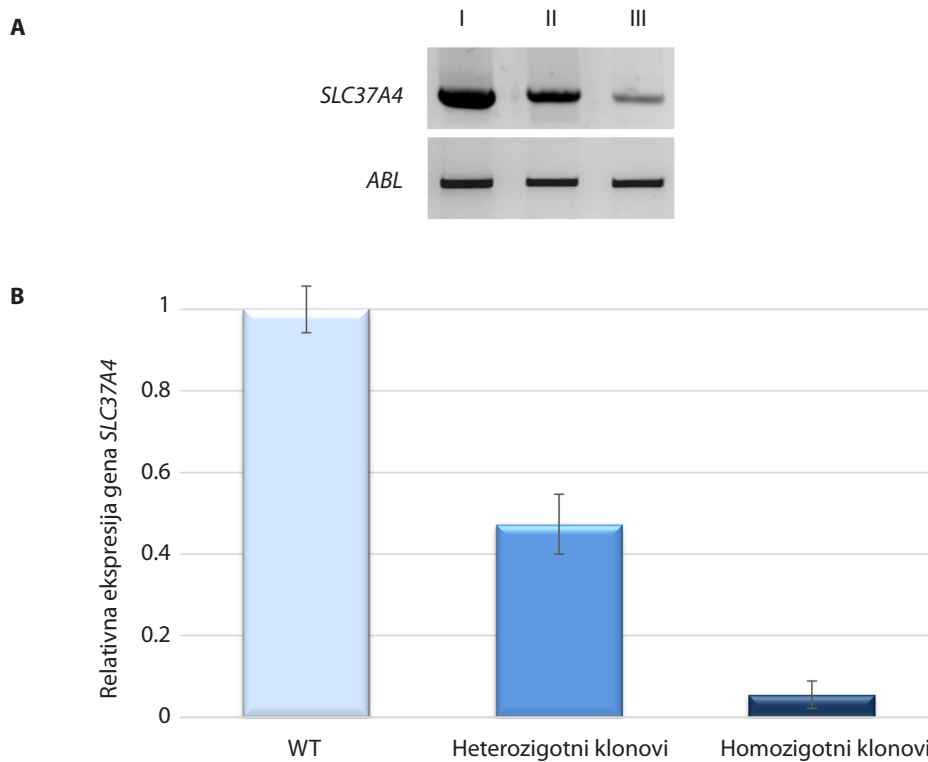 A
I II III
SLC37A4
ABL
B
Relativna ekspresija gena SLC37A4
1
0.8
0.6
0.4
0.2
0
WT Heterozigotni klonovi Homozigotni klonovi